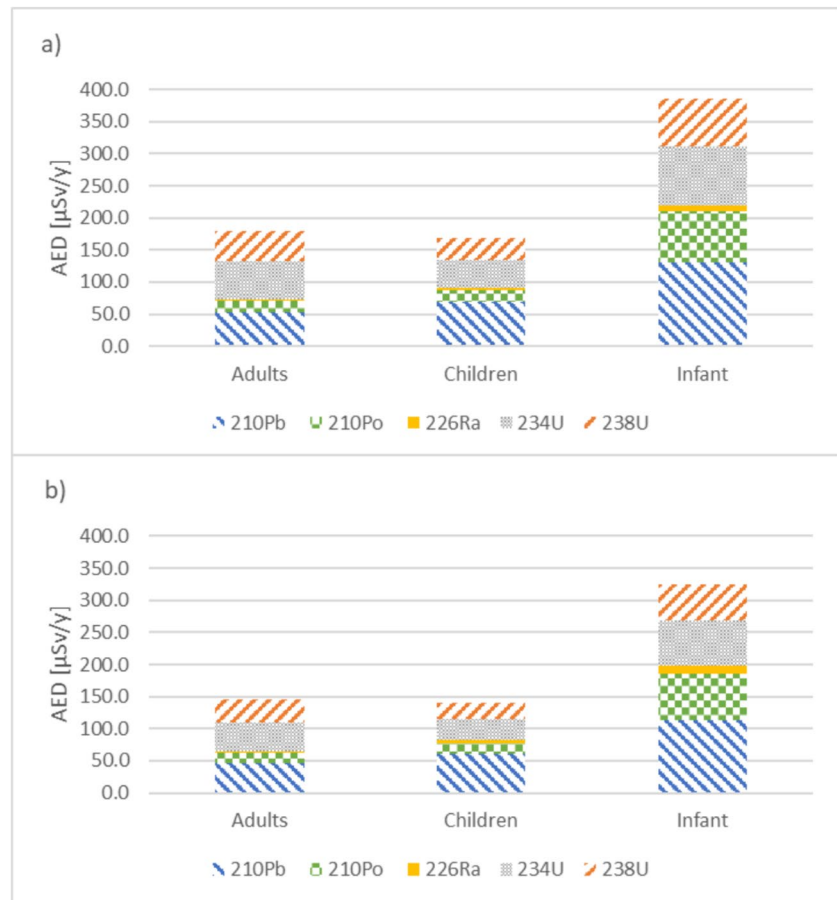 a)
400.0
350.0
300.0
250.0
200.0
150.0
100.0
50.0
0.0
AED [µSv/y]
Adults Children Infant
210Pb 210Po 226Ra 234U 238U
b)
400.0
350.0
300.0
250.0
200.0
150.0
100.0
50.0
0.0
AED [µSv/y]
Adults Children Infant
210Pb 210Po 226Ra 234U 238U